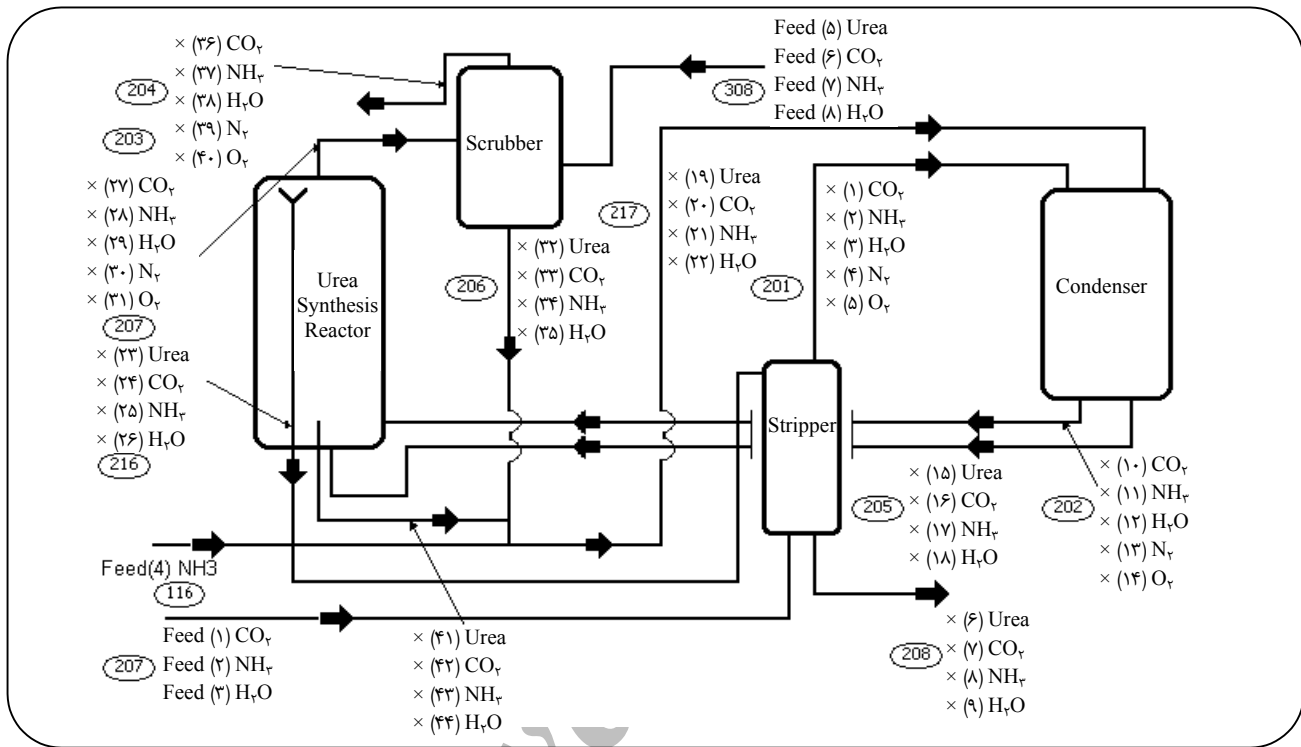 × (۳۶) CO۲
× (۳۷) NH۳
× (۳۸) H۲O
× (۳۹) N۲
× (۴۰) O۲
204
203
Scrubber
Feed (۵) Urea
Feed (۶) CO۲
Feed (۷) NH۳
Feed (۸) H۲O
308
× (۲۷) CO۲
× (۲۸) NH۳
× (۲۹) H۲O
× (۳۰) N۲
× (۳۱) O۲
207
Urea
Synthesis
Reactor
× (۲۳) Urea
× (۲۴) CO۲
× (۲۵) NH۳
× (۲۶) H۲O
216
× (۳۲) Urea
× (۳۳) CO۲
× (۳۴) NH۳
× (۳۵) H۲O
206
217
× (۱۹) Urea
× (۲۰) CO۲
× (۲۱) NH۳
× (۲۲) H۲O
201
× (۱) CO۲
× (۲) NH۳
× (۳) H۲O
× (۴) N۲
× (۵) O۲
Condenser
Stripper
205
× (۱۵) Urea
× (۱۶) CO۲
× (۱۷) NH۳
× (۱۸) H۲O
202
× (۱۰) CO۲
× (۱۱) NH۳
× (۱۲) H۲O
× (۱۳) N۲
× (۱۴) O۲
Feed(4) NH3
116
207
Feed (۱) CO۲
Feed (۲) NH۳
Feed (۳) H۲O
× (۴۱) Urea
× (۴۲) CO۲
× (۴۳) NH۳
× (۴۴) H۲O
208
× (۶) Urea
× (۷) CO۲
× (۸) NH۳
× (۹) H۲O